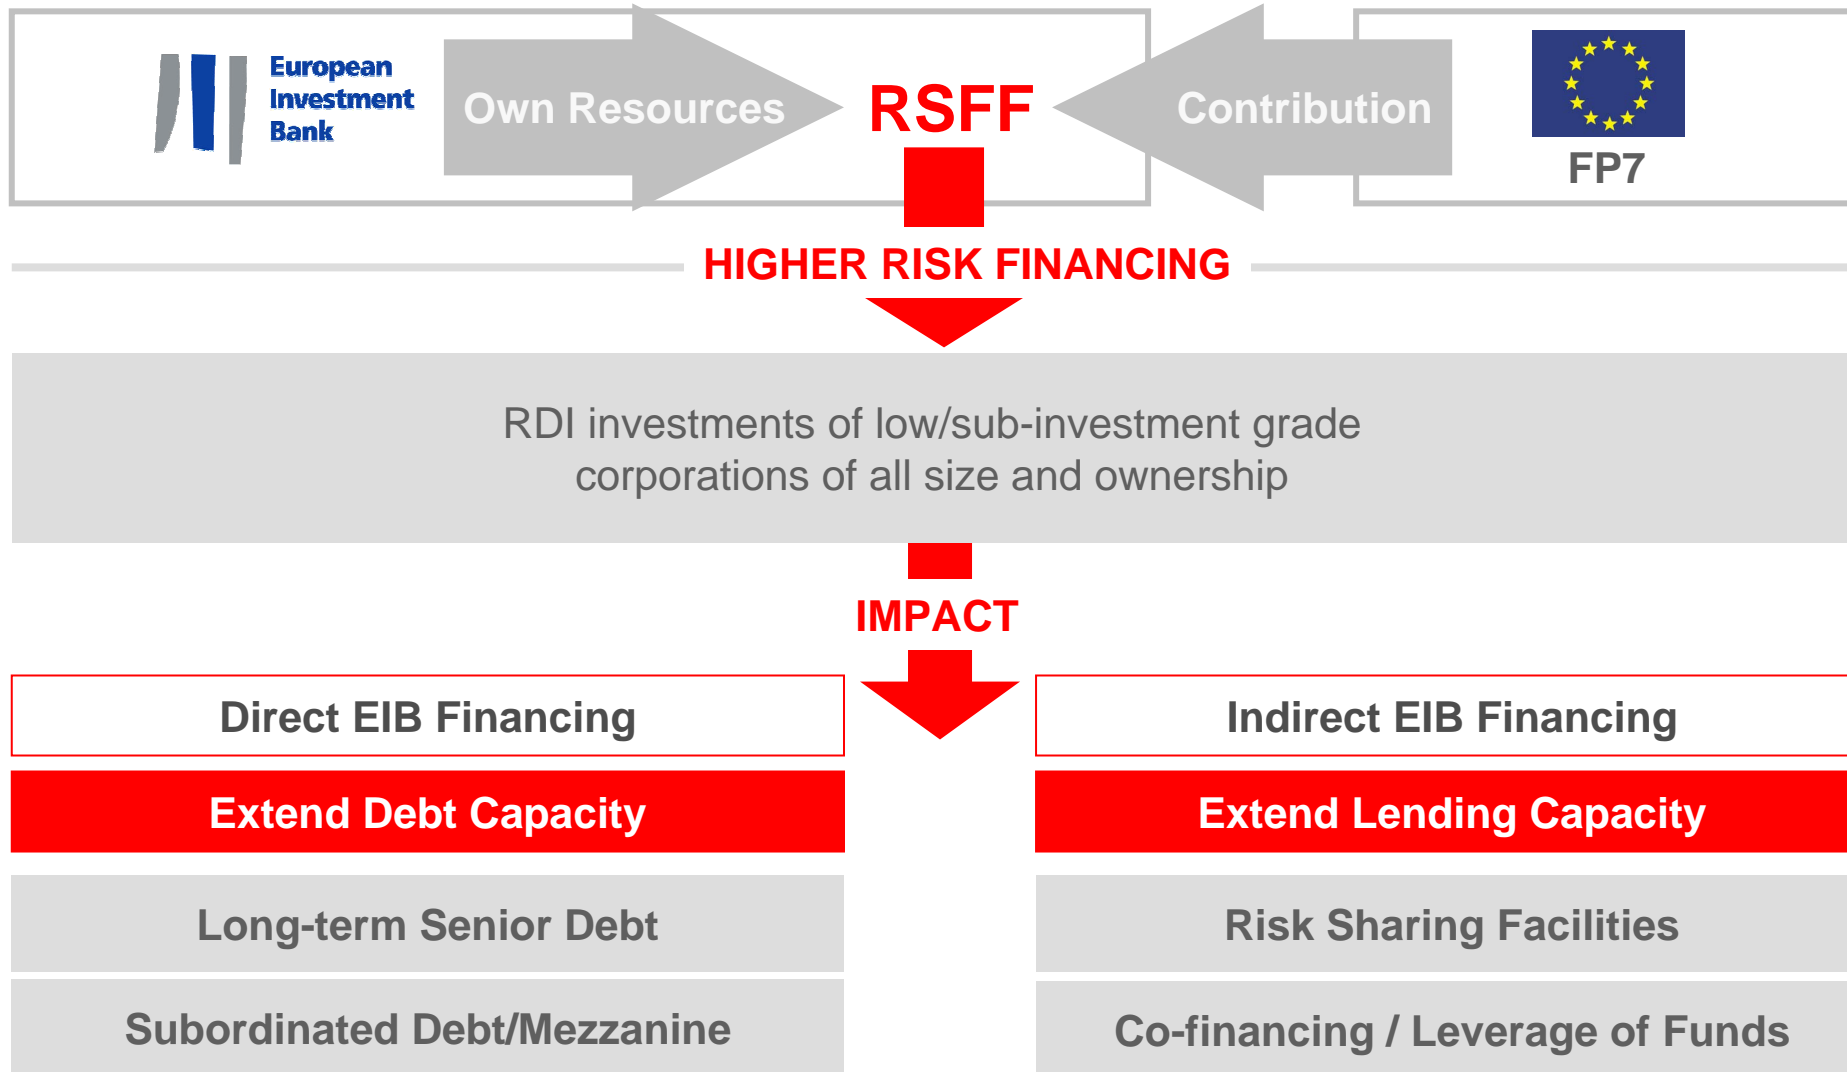 European
Investment
Bank
Own Resources
RSFF
Contribution
FP7
HIGHER RISK FINANCING
RDI investments of low/sub-investment grade
corporations of all size and ownership
IMPACT
Direct EIB Financing
Indirect EIB Financing
Extend Debt Capacity
Extend Lending Capacity
Long-term Senior Debt
Risk Sharing Facilities
Subordinated Debt/Mezzanine
Co-financing / Leverage of Funds